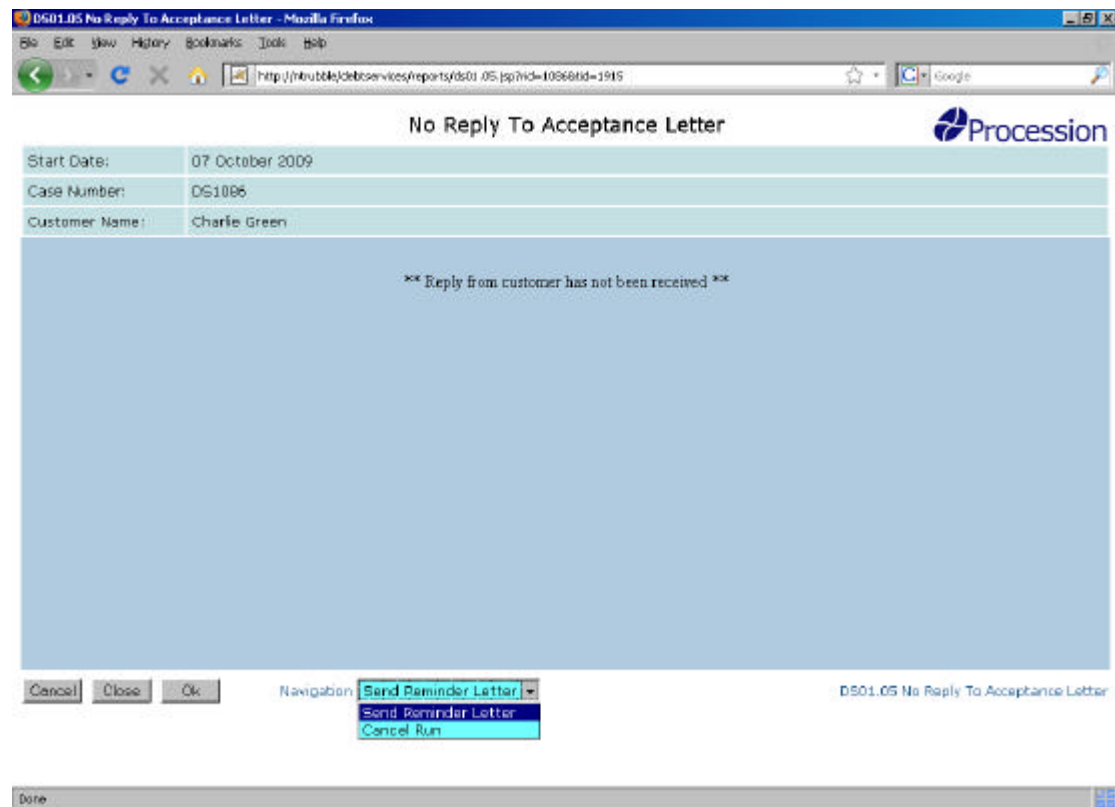 DS01.05 No Reply To Acceptance Letter - Mozilla Firefox
File Edit View History Bookmarks Tools Help
Google
No Reply To Acceptance Letter
Procession
Start Date: 07 October 2009
Case Number: DS1086
Customer Name: Charlie Green
** Reply from customer has not been received **
Cancel Close Ok Navigation Send Reminder Letter DS01.05 No Reply To Acceptance Letter
Send Reminder Letter
Cancel Run
Done